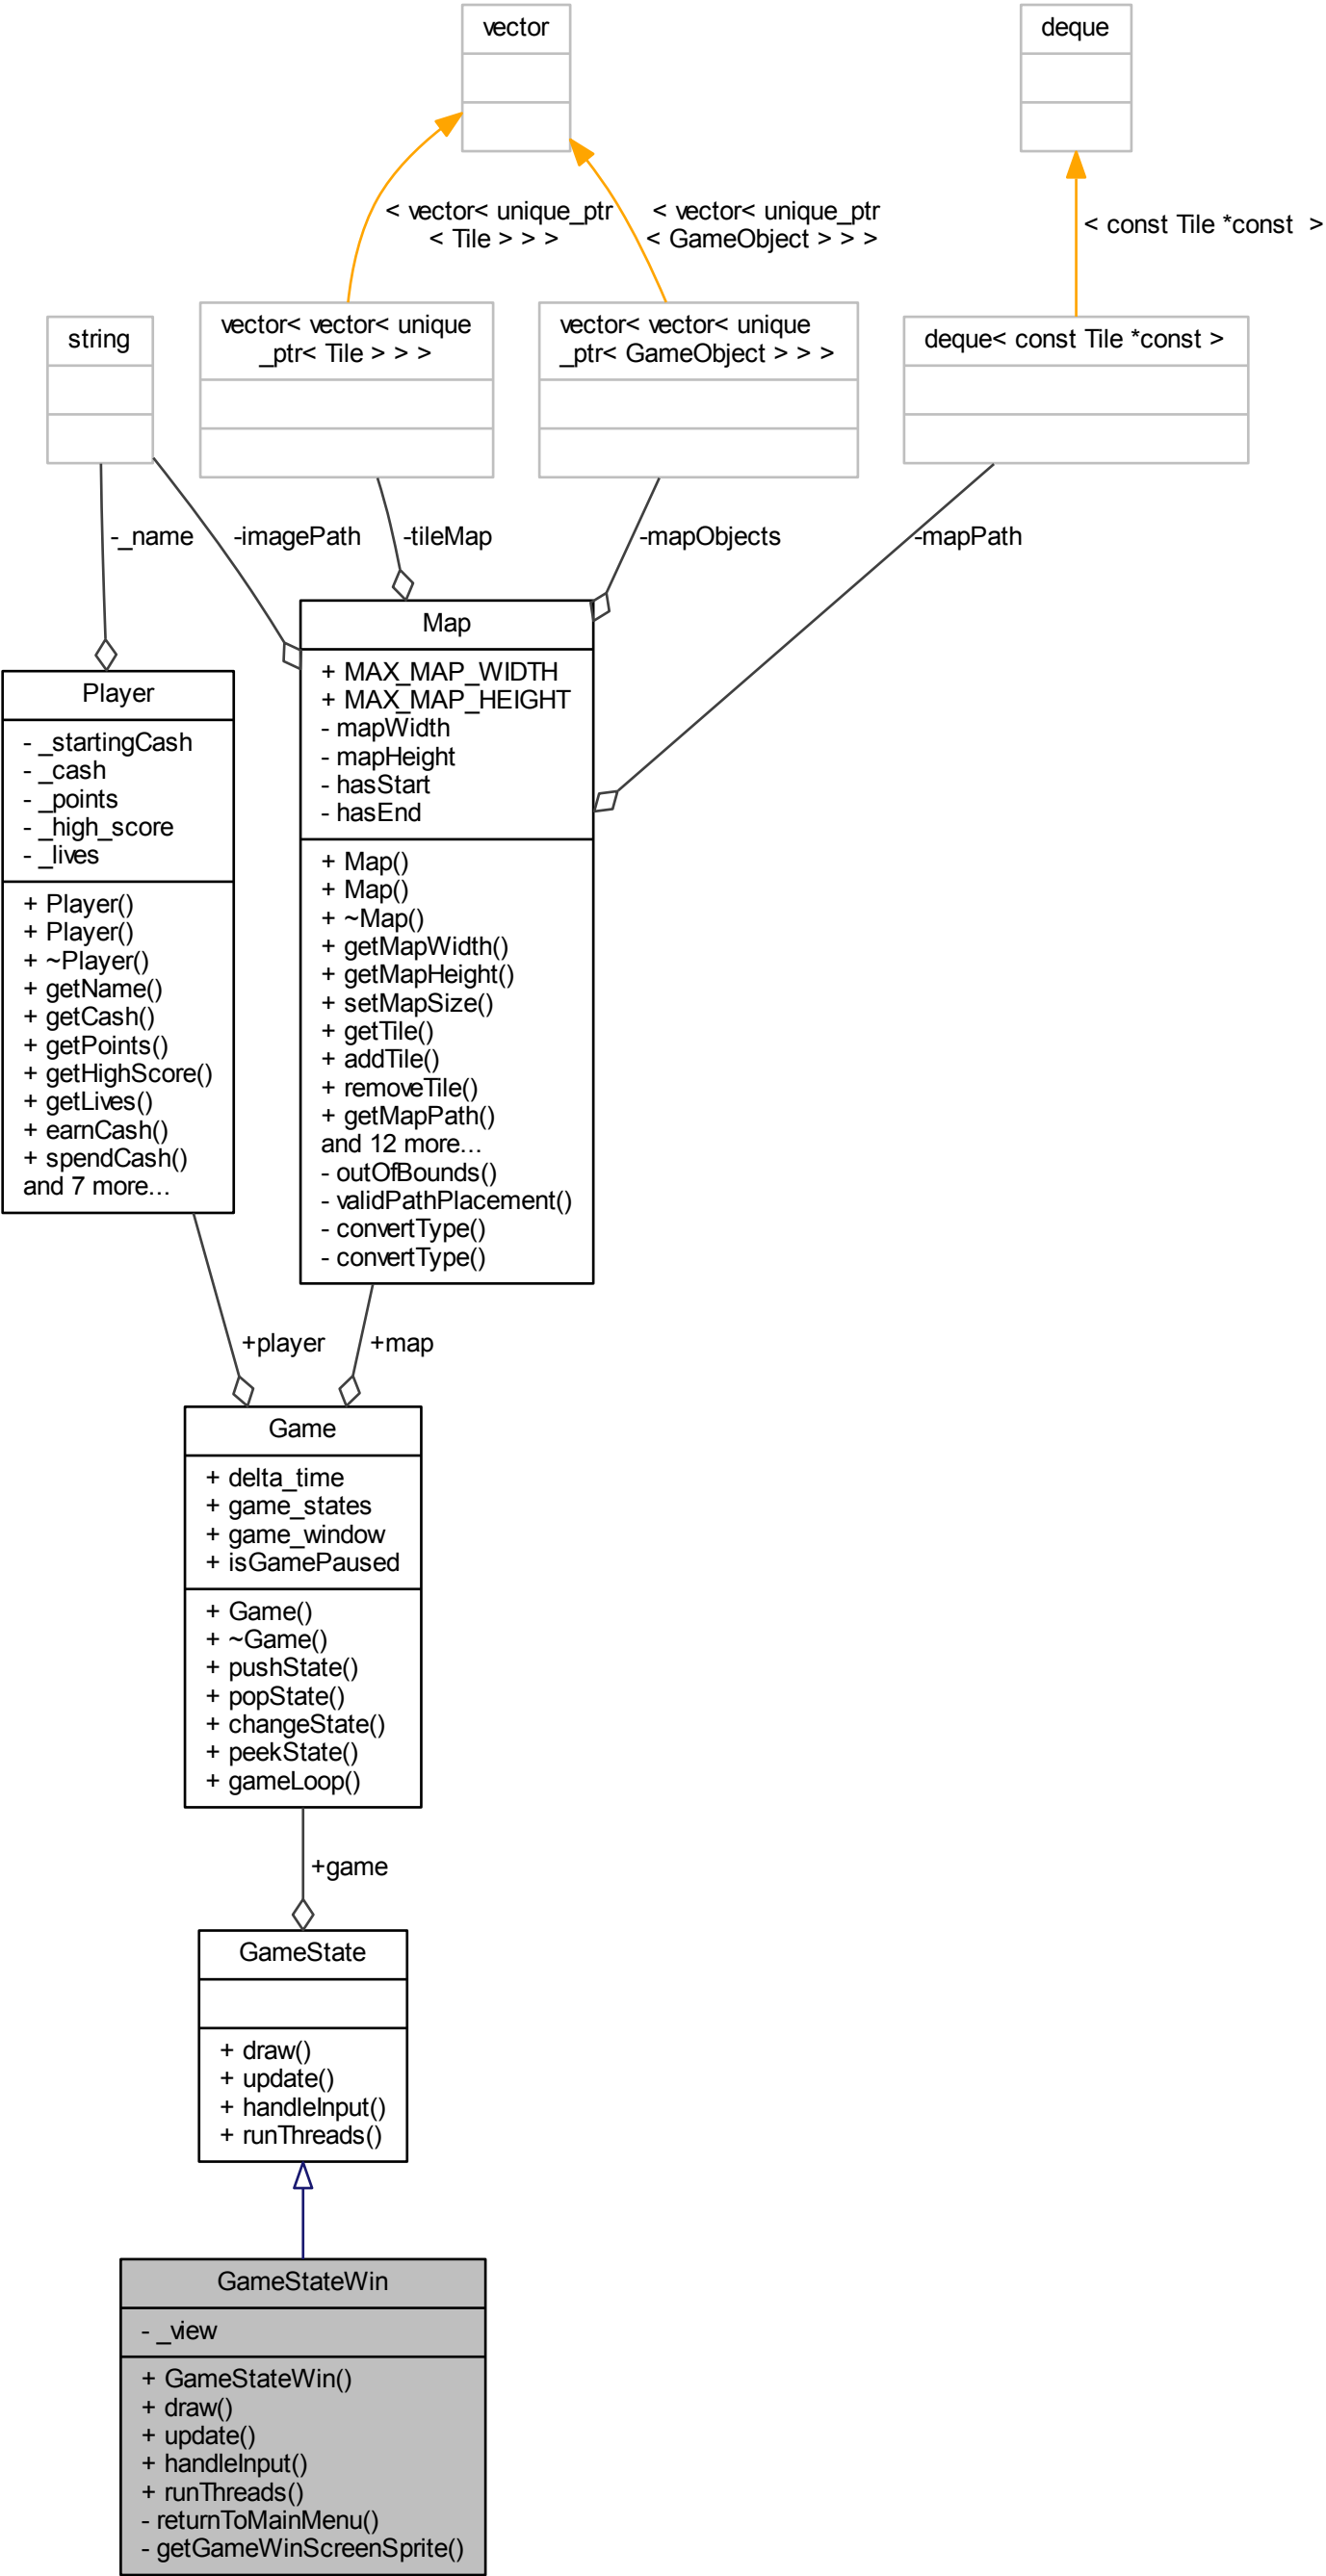 vector
deque
< vector< unique_ptr
< Tile > > >
< vector< unique_ptr
< GameObject > > >
< const Tile *const >
string
vector< vector< unique
_ptr< Tile > > >
vector< vector< unique
_ptr< GameObject > > >
deque< const Tile *const >
-_name
-imagePath
-tileMap
-mapObjects
-mapPath
Player
- _startingCash
- _cash
- _points
- _high_score
- _lives
+ Player()
+ Player()
+ ~Player()
+ getName()
+ getCash()
+ getPoints()
+ getHighScore()
+ getLives()
+ earnCash()
+ spendCash()
and 7 more...
Map
+ MAX_MAP_WIDTH
+ MAX_MAP_HEIGHT
- mapWidth
- mapHeight
- hasStart
- hasEnd
+ Map()
+ Map()
+ ~Map()
+ getMapWidth()
+ getMapHeight()
+ setMapSize()
+ getTile()
+ addTile()
+ removeTile()
+ getMapPath()
and 12 more...
- outOfBounds()
- validPathPlacement()
- convertType()
- convertType()
+player
+map
Game
+ delta_time
+ game_states
+ game_window
+ isGamePaused
+ Game()
+ ~Game()
+ pushState()
+ popState()
+ changeState()
+ peekState()
+ gameLoop()
+game
GameState
+ draw()
+ update()
+ handleInput()
+ runThreads()
GameStateWin
- _view
+ GameStateWin()
+ draw()
+ update()
+ handleInput()
+ runThreads()
- returnToMainMenu()
- getGameWinScreenSprite()